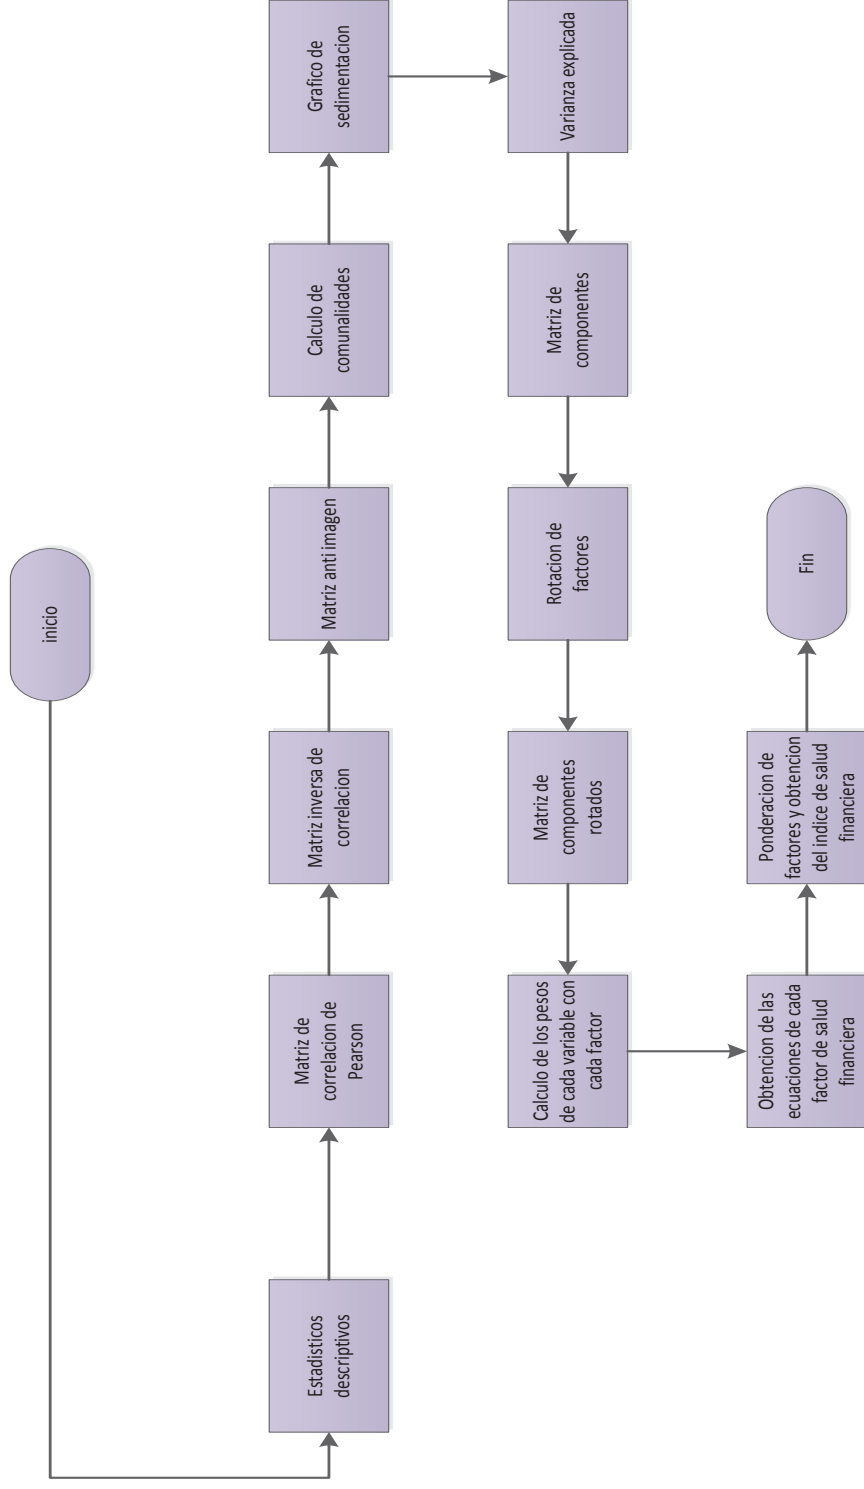 inicio
Estadisticos
descriptivos
Matriz de
correlacion de
Pearson
Matriz inversa de
correlacion
Matriz anti imagen
Calculo de
comunalidades
Grafico de
sedimentacion
Varianza explicada
Matriz de
componentes
Rotacion de
factores
Matriz de
componentes
rotados
Calculo de los pesos
de cada variable con
cada factor
Obtencion de las
ecuaciones de cada
factor de salud
financiera
Ponderacion de
factores y obtencion
del indice de salud
financiera
Fin